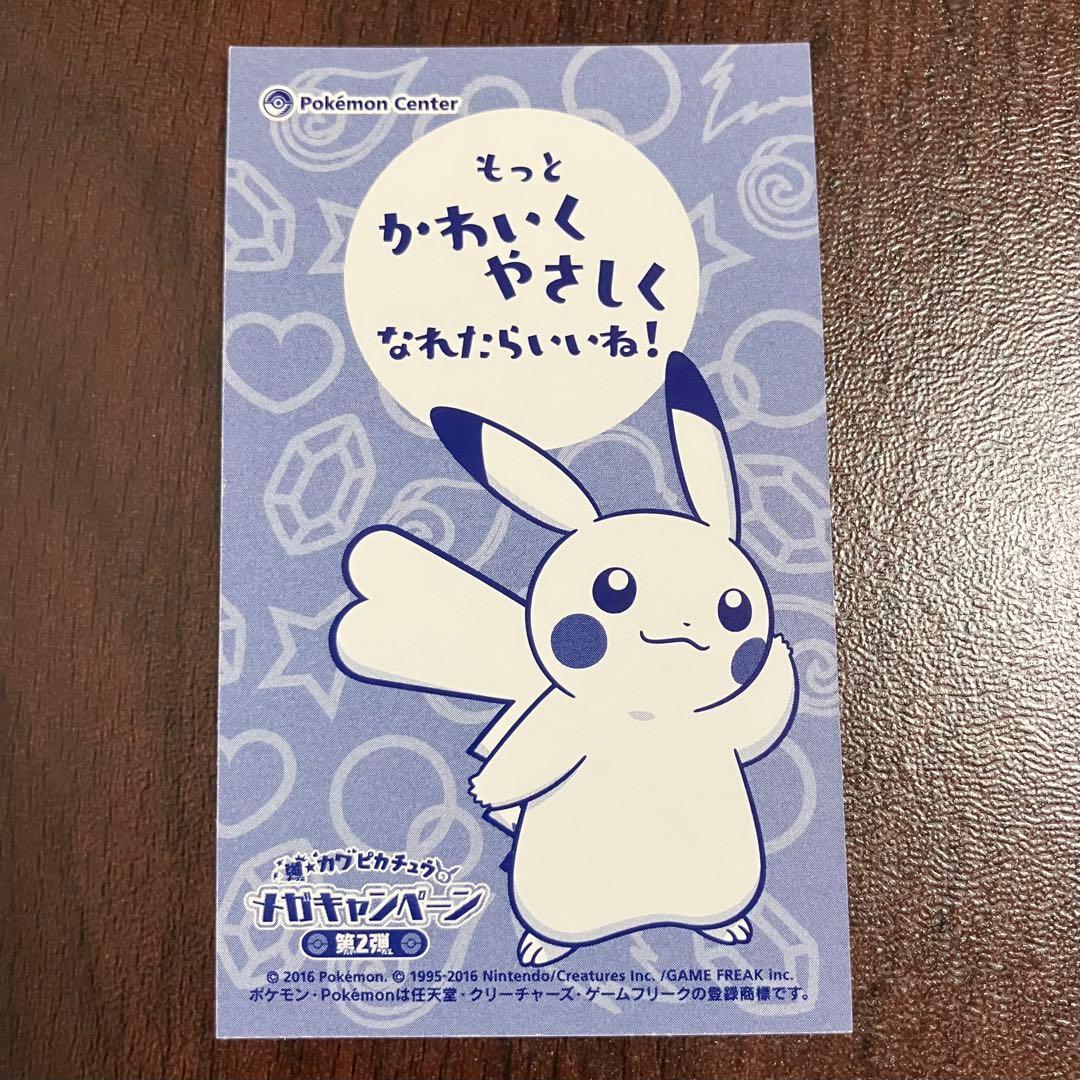 Pokémon Center
もっと
かわいく
やさしく
なれたらいいね!
カワピカチュウの
メガキャンペーン
第2弾
© 2016 Pokémon. © 1995-2016 Nintendo/Creatures Inc. /GAME FREAK inc.
ポケモン・Pokémonは任天堂・クリーチャーズ・ゲームフリークの登録商標です。